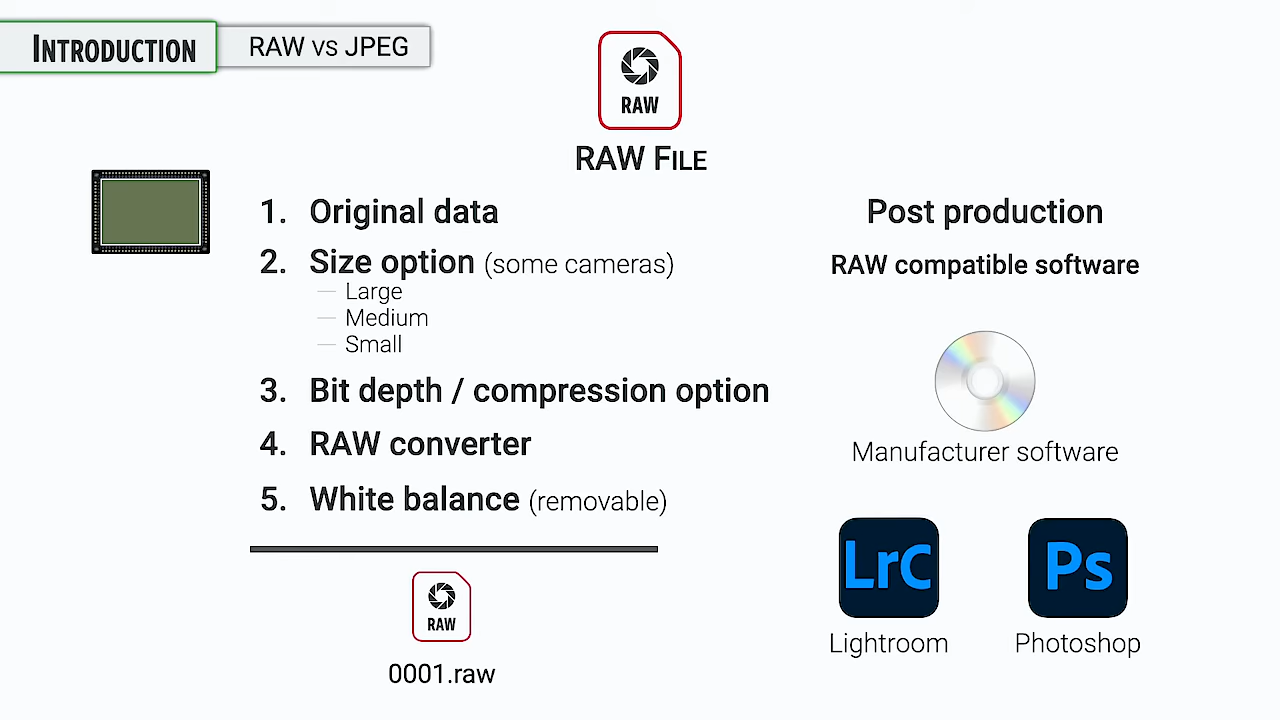 INTRODUCTION
RAW vs JPEG
RAW
RAW FILE
1. Original data
2. Size option (some cameras)
— Large
— Medium
— Small
3. Bit depth / compression option
4. RAW converter
5. White balance (removable)
RAW
0001.raw
Post production
RAW compatible software
Manufacturer software
LrC
Lightroom
Ps
Photoshop